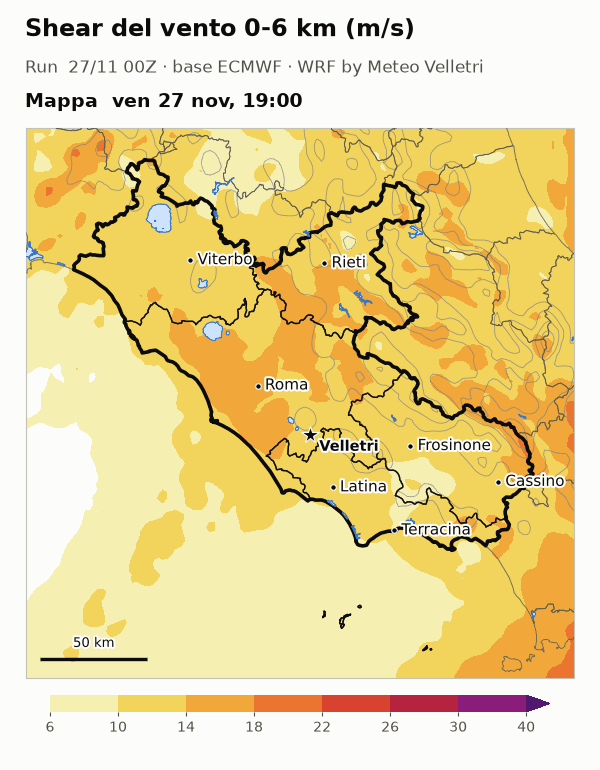 Shear del vento 0-6 km (m/s)
Run  27/11 00Z · base ECMWF · WRF by Meteo Velletri
Mappa  ven 27 nov, 19:00
Viterbo
Rieti
Roma
Velletri
Frosinone
Cassino
Latina
Terracina
50 km
6 10 14 18 22 26 30 40